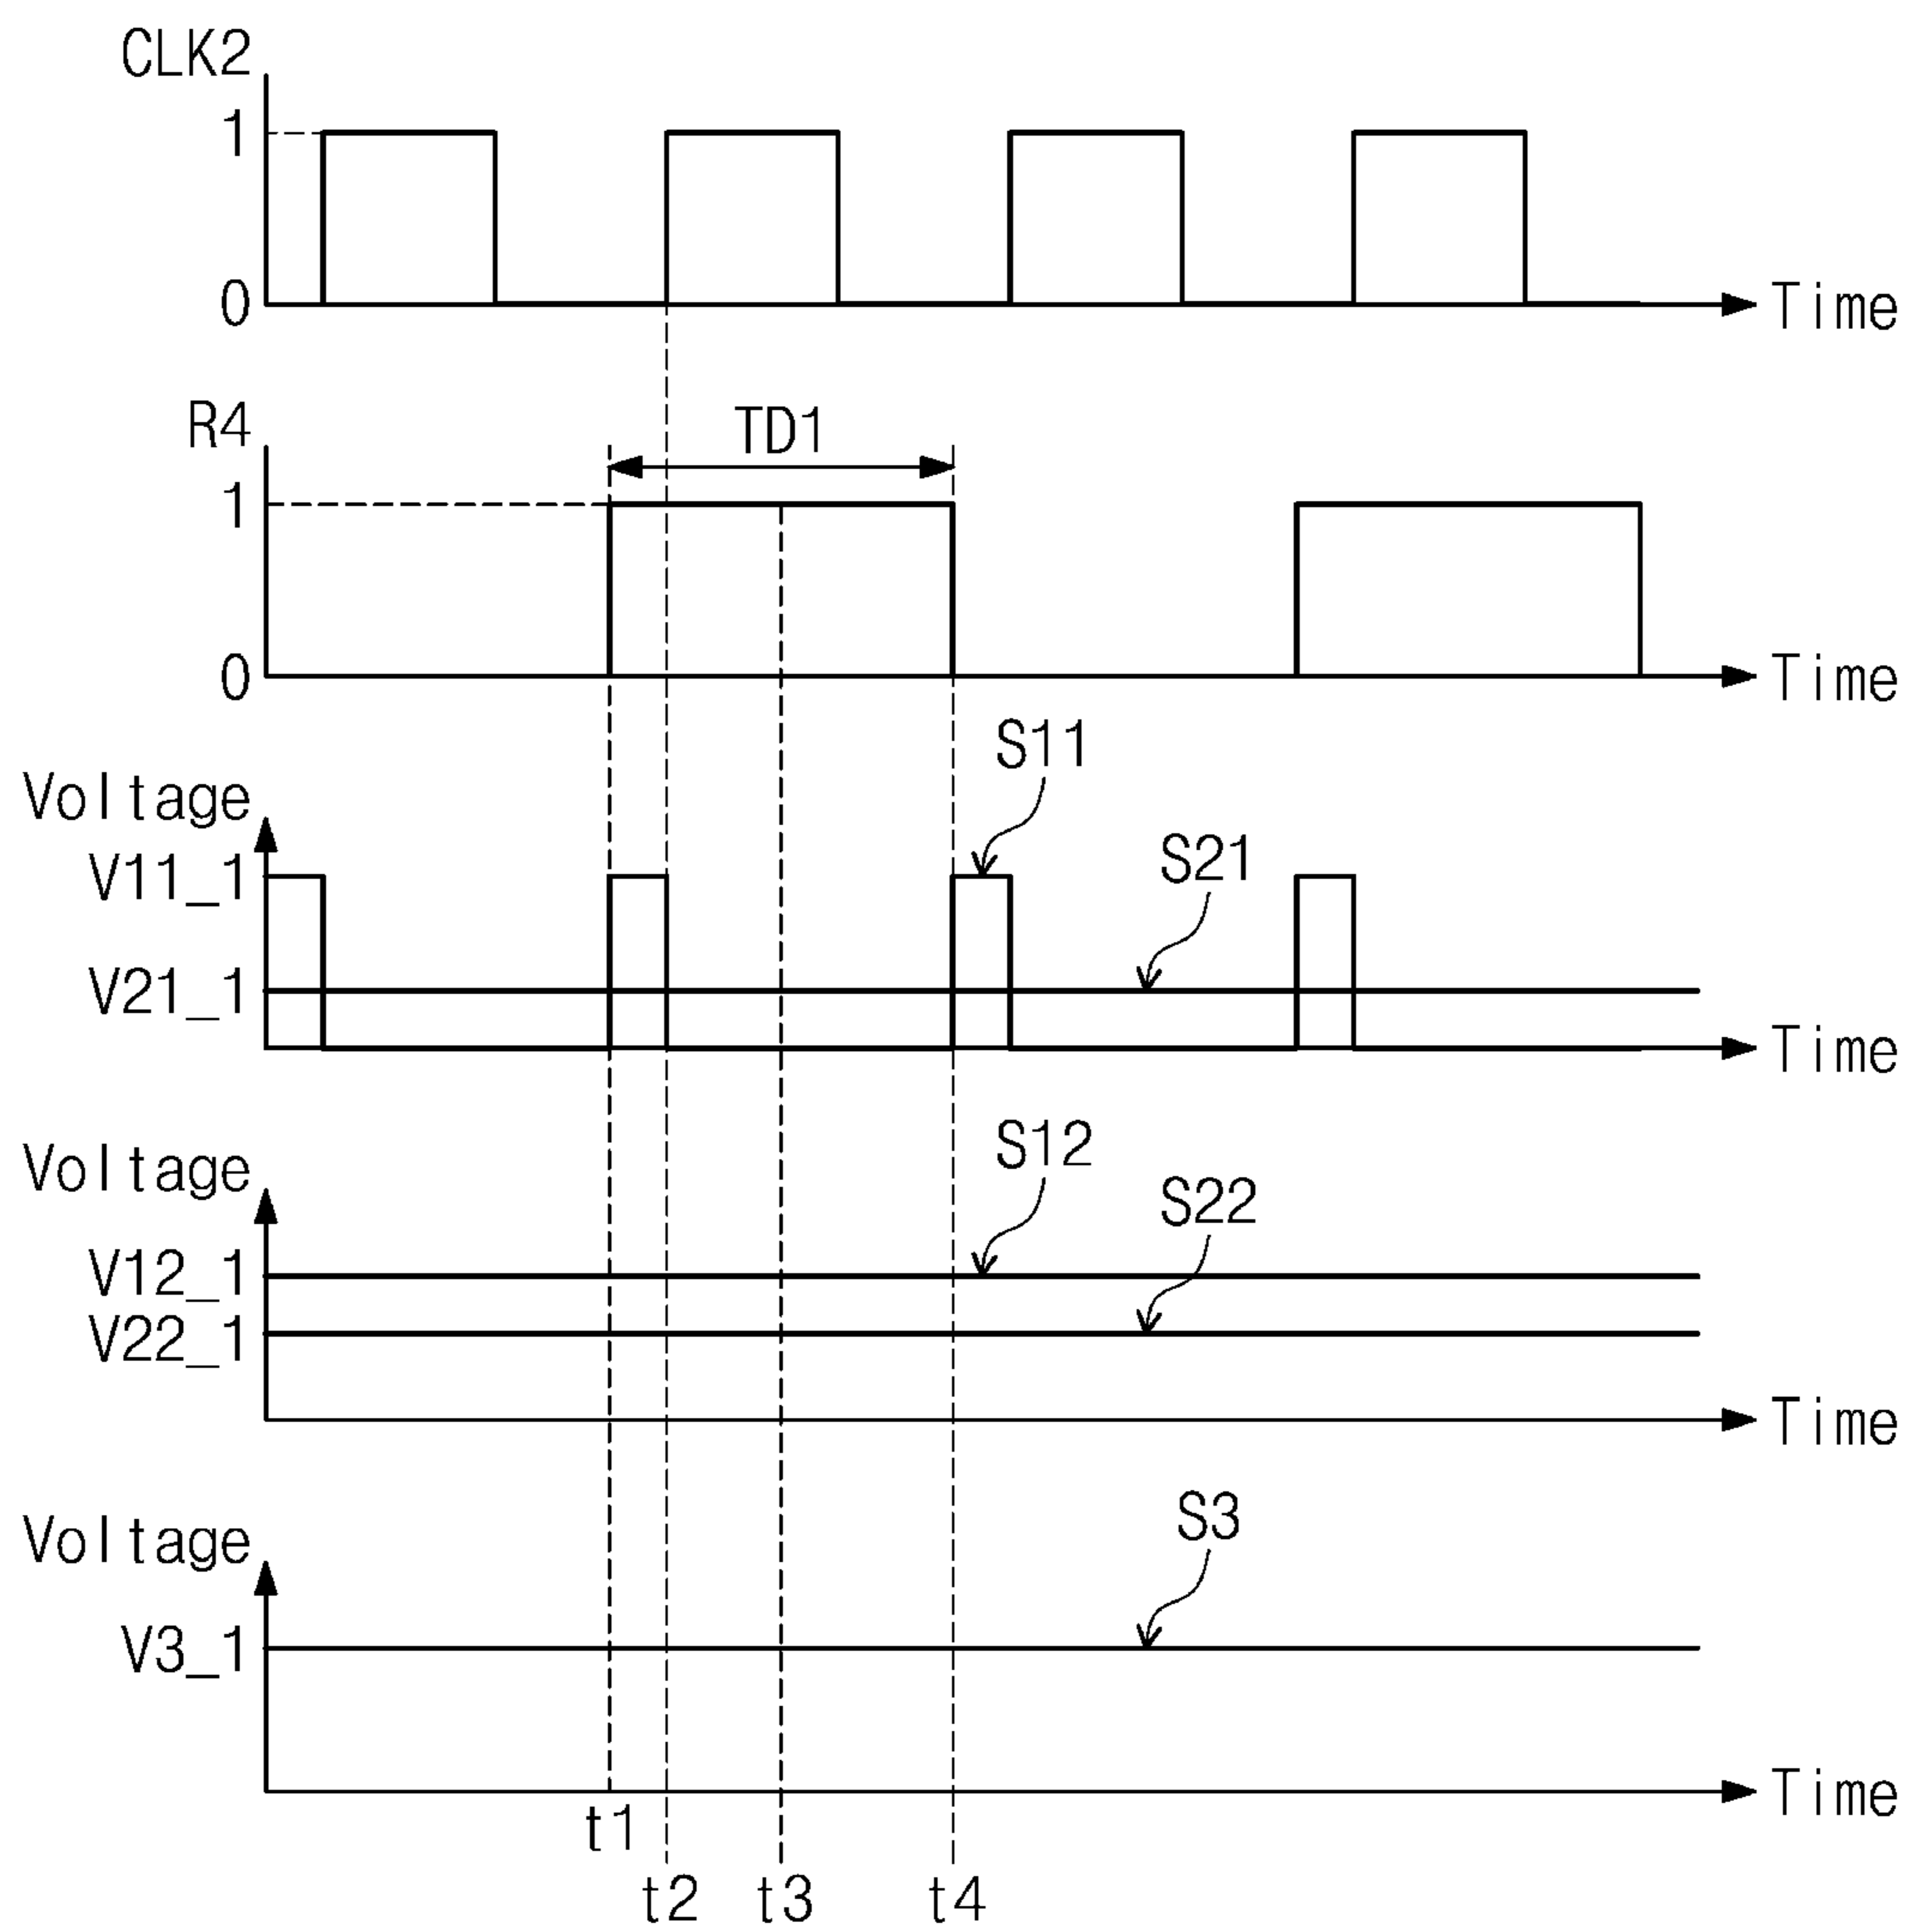 CLK2
1
0
Time
R4
TD1
1
0
Time
S11
Voltage
S21
V11_1
V21_1
Time
S12
Voltage
S22
V12_1
V22_1
Time
S3
Voltage
V3_1
Time
t1
t2
t3
t4